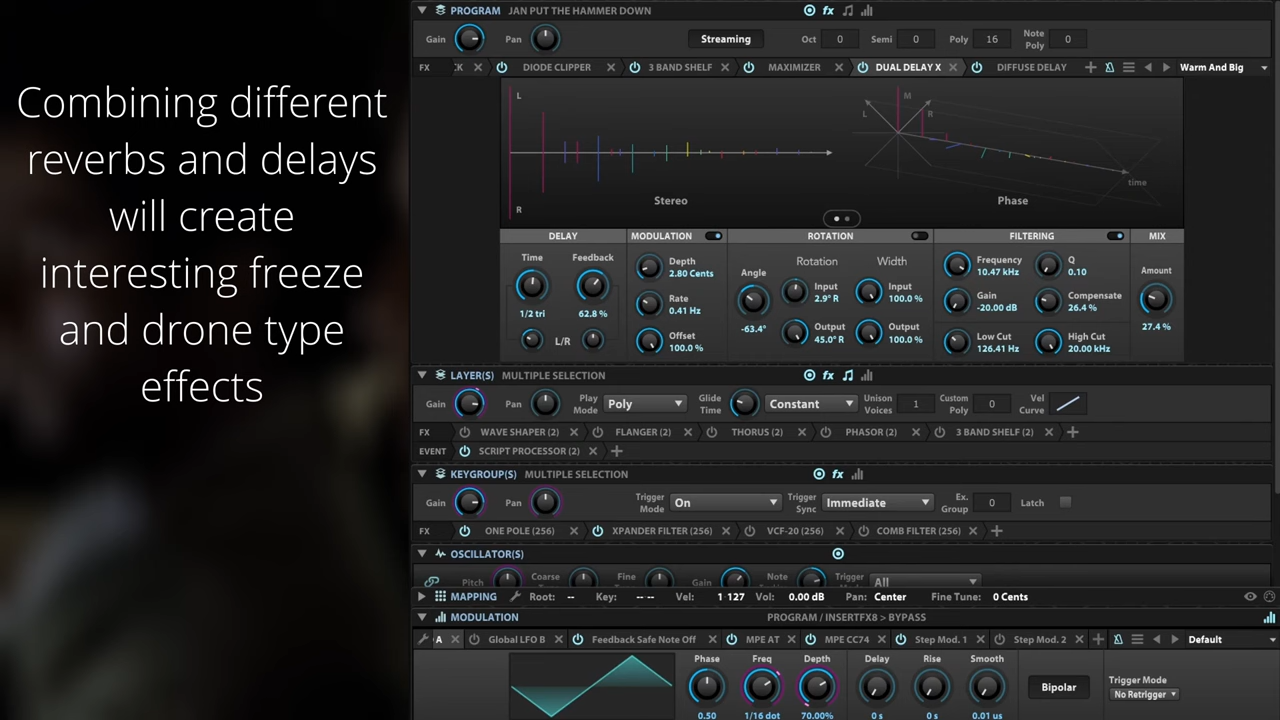 Combining different
reverbs and delays
will create
interesting freeze
and drone type
effects
PROGRAM JAN PUT THE HAMMER DOWN fx
Gain Pan Streaming Oct 0 Semi 0 Poly 16 Note Poly 0
FX DIODE CLIPPER 3 BAND SHELF MAXIMIZER DUAL DELAY X DIFFUSE DELAY Warm And Big
L M
L R
R Stereo Phase time
DELAY MODULATION ROTATION FILTERING MIX
Time Feedback Depth 2.80 Cents Rotation Width Frequency 10.47 kHz Q 0.10
Angle Input 2.9° R Input 100.0 % Amount
1/2 tri 62.8 % Rate 0.41 Hz Gain -20.00 dB Compensate 26.4 %
-63.4° Output 45.0° R Output 100.0 % 27.4 %
L/R Offset 100.0 % Low Cut 126.41 Hz High Cut 20.00 kHz
LAYER(S) MULTIPLE SELECTION fx
Gain Pan Play Mode Poly Glide Time Constant Unison Voices 1 Custom Poly 0 Vel Curve
FX WAVE SHAPER (2) FLANGER (2) THORUS (2) PHASOR (2) 3 BAND SHELF (2)
EVENT SCRIPT PROCESSOR (2)
KEYGROUP(S) MULTIPLE SELECTION fx
Gain Pan Trigger Mode On Trigger Sync Immediate Ex. Group 0 Latch
FX ONE POLE (256) XPANDER FILTER (256) VCF-20 (256) COMB FILTER (256)
OSCILLATOR(S)
Pitch Coarse Fine Gain Note Trigger All
MAPPING Root: -- Key: -- -- Vel: 1 127 Vol: 0.00 dB Pan: Center Fine Tune: 0 Cents
MODULATION PROGRAM / INSERTFX8 > BYPASS
A Global LFO B Feedback Safe Note Off MPE AT MPE CC74 Step Mod. 1 Step Mod. 2 Default
Phase Freq Depth Delay Rise Smooth
Bipolar Trigger Mode
No Retrigger
0.50 1/16 dot 70.00% 0 s 0 s 0.01 us